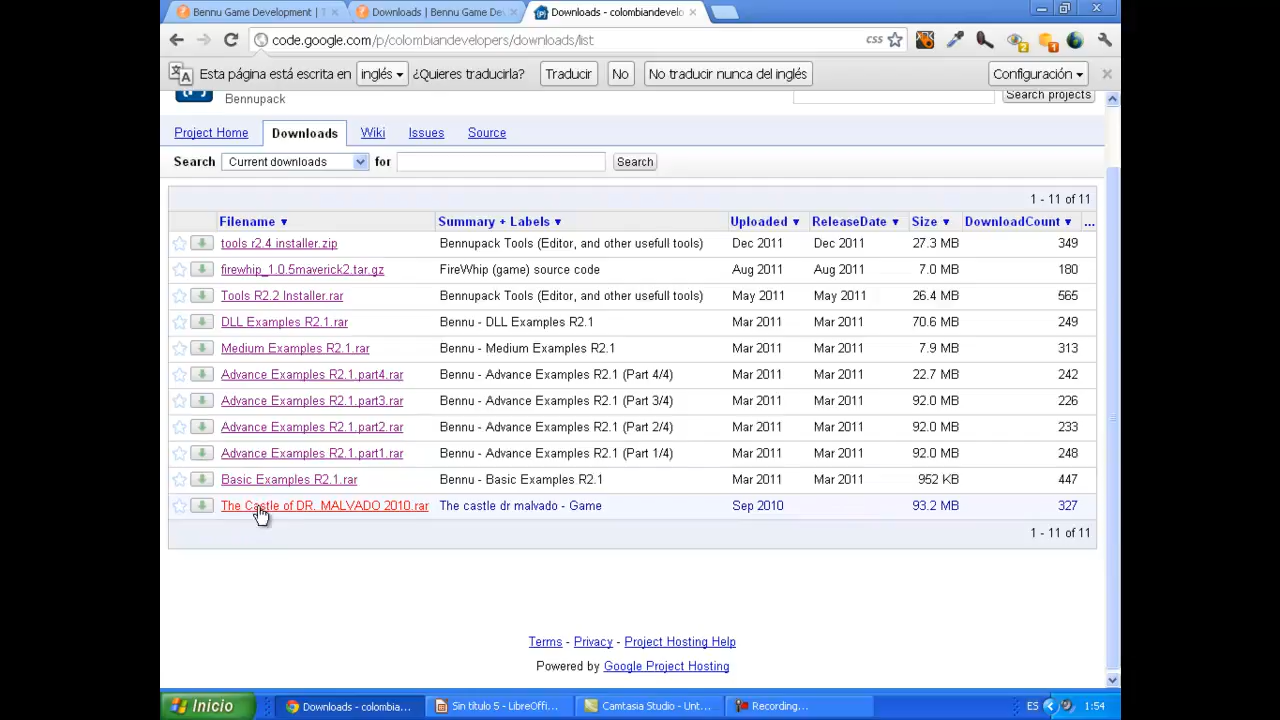 Bennu Game Development | T
Downloads | Bennu Game De
Downloads - colombiandevelo
code.google.com/p/colombiandevelopers/downloads/list
css
2
1
Esta página está escrita en inglés ¿Quieres traducirla? Traducir No No traducir nunca del inglés Configuración
Bennupack
Search projects
Project Home Downloads Wiki Issues Source
Search Current downloads for Search
1 - 11 of 11
Filename Summary + Labels Uploaded ReleaseDate Size DownloadCount ...
tools r2.4 installer.zip Bennupack Tools (Editor, and other usefull tools) Dec 2011 Dec 2011 27.3 MB 349
firewhip_1.0.5maverick2.tar.gz FireWhip (game) source code Aug 2011 Aug 2011 7.0 MB 180
Tools R2.2 Installer.rar Bennupack Tools (Editor, and other usefull tools) May 2011 May 2011 26.4 MB 565
DLL Examples R2.1.rar Bennu - DLL Examples R2.1 Mar 2011 Mar 2011 70.6 MB 249
Medium Examples R2.1.rar Bennu - Medium Examples R2.1 Mar 2011 Mar 2011 7.9 MB 313
Advance Examples R2.1.part4.rar Bennu - Advance Examples R2.1 (Part 4/4) Mar 2011 Mar 2011 22.7 MB 242
Advance Examples R2.1.part3.rar Bennu - Advance Examples R2.1 (Part 3/4) Mar 2011 Mar 2011 92.0 MB 226
Advance Examples R2.1.part2.rar Bennu - Advance Examples R2.1 (Part 2/4) Mar 2011 Mar 2011 92.0 MB 233
Advance Examples R2.1.part1.rar Bennu - Advance Examples R2.1 (Part 1/4) Mar 2011 Mar 2011 92.0 MB 248
Basic Examples R2.1.rar Bennu - Basic Examples R2.1 Mar 2011 Mar 2011 952 KB 447
The Castle of DR. MALVADO 2010.rar The castle dr malvado - Game Sep 2010 93.2 MB 327
1 - 11 of 11
Terms - Privacy - Project Hosting Help
Powered by Google Project Hosting
Inicio Downloads - colombia... Sin título 5 - LibreOffi... Camtasia Studio - Unt... Recording... ES 1:54